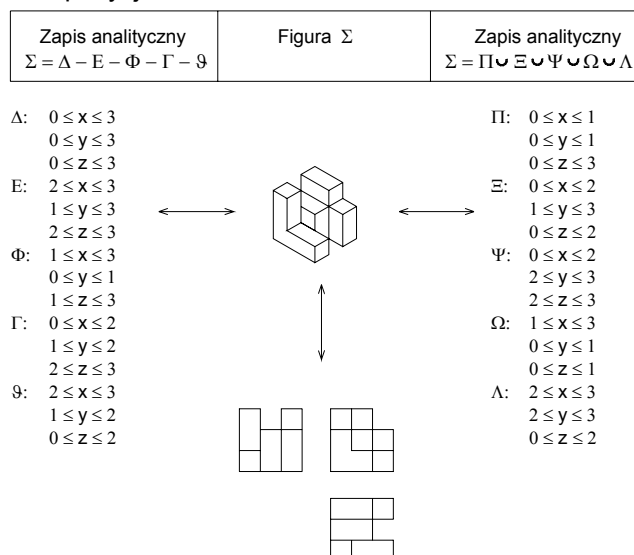 Zapis analityczny
Σ = Δ − E − Φ − Γ − ϑ
Figura Σ
Zapis analityczny
Σ = Π ∪ Ξ ∪ Ψ ∪ Ω ∪ Λ
Δ: 0 ≤ x ≤ 3
0 ≤ y ≤ 3
0 ≤ z ≤ 3
E: 2 ≤ x ≤ 3
1 ≤ y ≤ 3
2 ≤ z ≤ 3
Φ: 1 ≤ x ≤ 3
0 ≤ y ≤ 1
1 ≤ z ≤ 3
Γ: 0 ≤ x ≤ 2
1 ≤ y ≤ 2
2 ≤ z ≤ 3
ϑ: 2 ≤ x ≤ 3
1 ≤ y ≤ 2
0 ≤ z ≤ 2
Π: 0 ≤ x ≤ 1
0 ≤ y ≤ 1
0 ≤ z ≤ 3
Ξ: 0 ≤ x ≤ 2
1 ≤ y ≤ 3
0 ≤ z ≤ 2
Ψ: 0 ≤ x ≤ 2
2 ≤ y ≤ 3
2 ≤ z ≤ 3
Ω: 1 ≤ x ≤ 3
0 ≤ y ≤ 1
0 ≤ z ≤ 1
Λ: 2 ≤ x ≤ 3
2 ≤ y ≤ 3
0 ≤ z ≤ 2